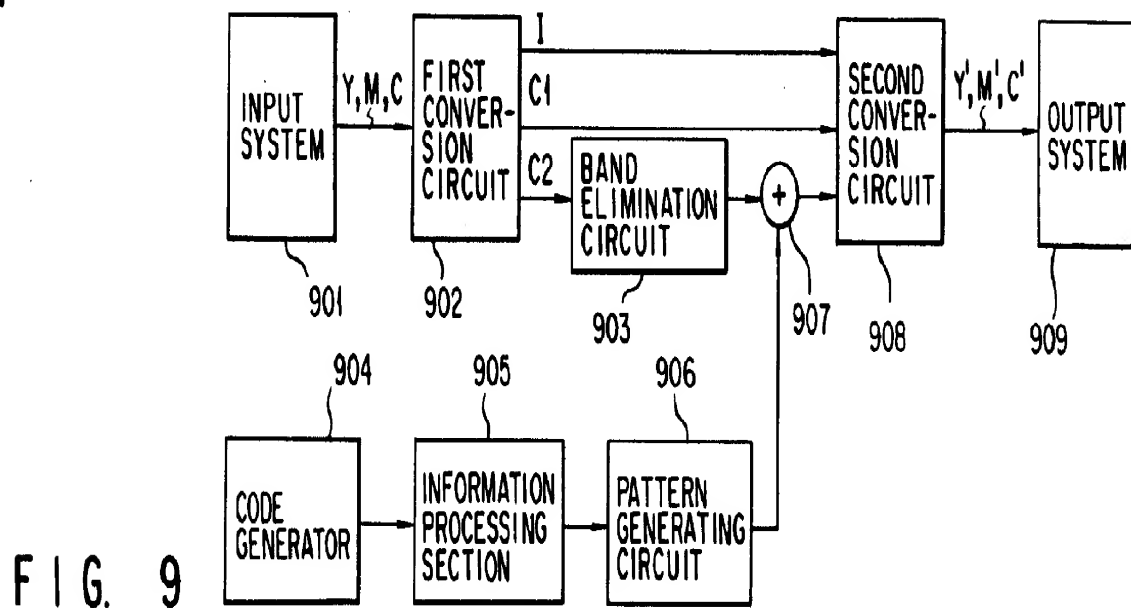 INPUT
SYSTEM
901
Y, M, C
FIRST
CONVER-
SION
CIRCUIT
902
I
C1
C2
BAND
ELIMINATION
CIRCUIT
903
+
907
SECOND
CONVER-
SION
CIRCUIT
908
Y', M', C'
OUTPUT
SYSTEM
909
904
CODE
GENERATOR
905
INFORMATION
PROCESSING
SECTION
906
PATTERN
GENERATING
CIRCUIT
FIG. 9